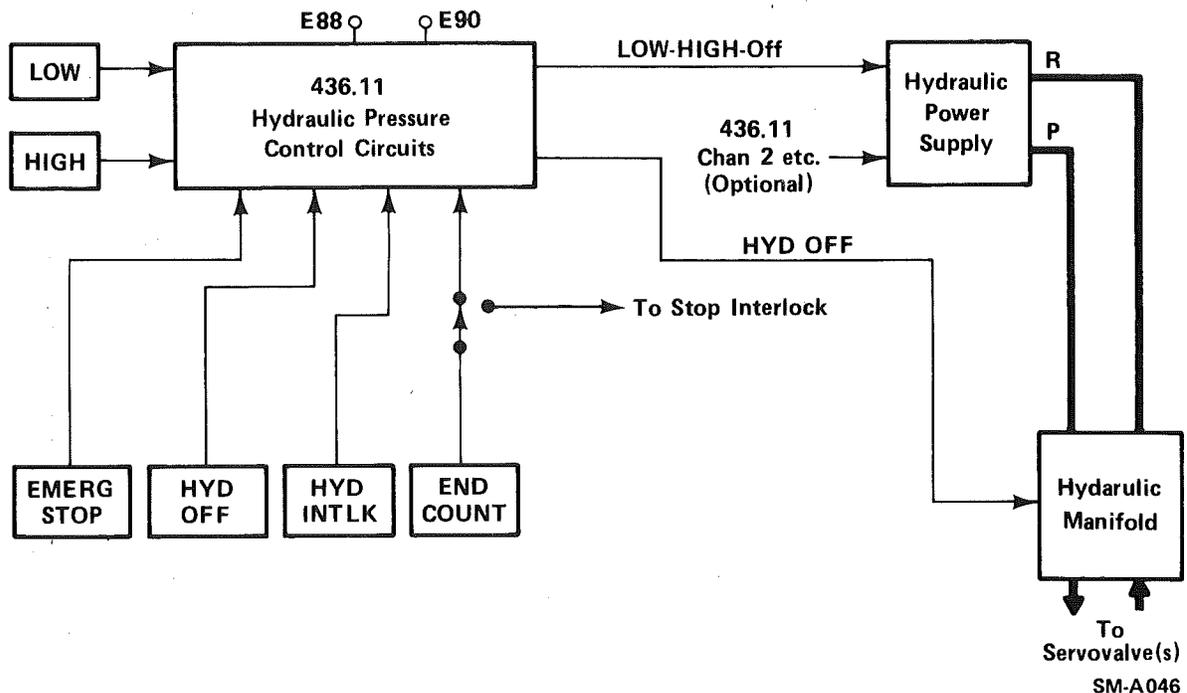 E88
E90
LOW
HIGH
436.11
Hydraulic Pressure
Control Circuits
LOW-HIGH-Off
Hydraulic
Power
Supply
R
P
436.11
Chan 2 etc.
(Optional)
HYD OFF
To Stop Interlock
EMERG
STOP
HYD
OFF
HYD
INTLK
END
COUNT
Hydarulic
Manifold
To
Servovalve(s)
SM-A046